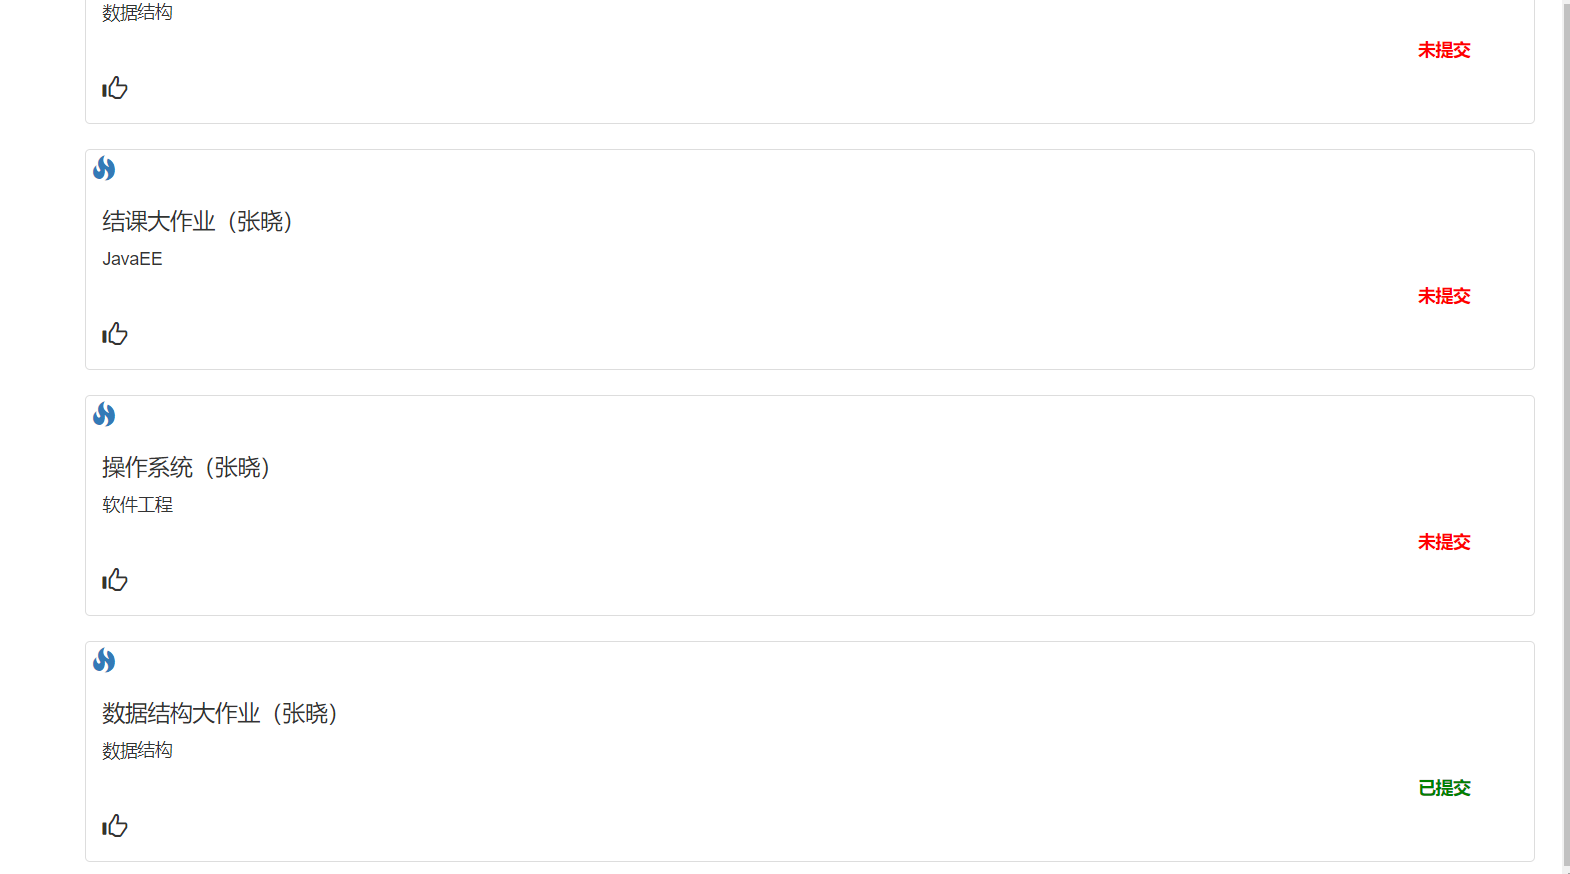 数据结构
未提交
结课大作业（张晓）
JavaEE
未提交
操作系统（张晓）
软件工程
未提交
数据结构大作业（张晓）
数据结构
已提交